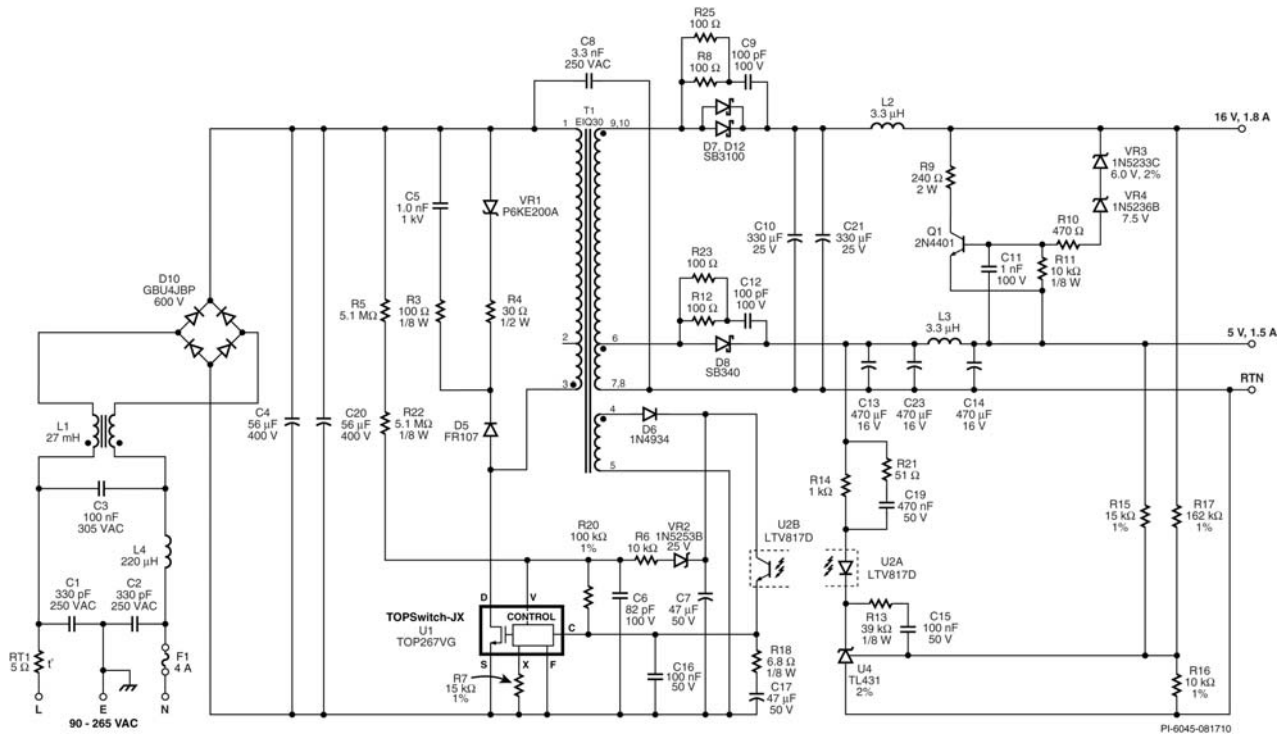 R25
100 Ω
R8
100 Ω
C9
100 pF
100 V
C8
3.3 nF
250 VAC
T1
EIQ30
1
9,10
D7, D12
SB3100
L2
3.3 µH
16 V, 1.8 A
R9
240 Ω
2 W
VR3
1N5233C
6.0 V, 2%
VR4
1N5236B
7.5 V
C5
1.0 nF
1 kV
VR1
P6KE200A
C10
330 µF
25 V
C21
330 µF
25 V
Q1
2N4401
R10
470 Ω
C11
1 nF
100 V
R11
10 kΩ
1/8 W
R23
100 Ω
R12
100 Ω
C12
100 pF
100 V
D10
GBU4JBP
600 V
R5
5.1 MΩ
R3
100 Ω
1/8 W
R4
30 Ω
1/2 W
2
6
D8
SB340
L3
3.3 µH
5 V, 1.5 A
3
7,8
RTN
C4
56 µF
400 V
C20
56 µF
400 V
R22
5.1 MΩ
1/8 W
D5
FR107
4
D6
1N4934
5
C13
470 µF
16 V
C23
470 µF
16 V
C14
470 µF
16 V
L1
27 mH
C3
100 nF
305 VAC
L4
220 µH
R14
1 kΩ
R21
51 Ω
C19
470 nF
50 V
R15
15 kΩ
1%
R17
162 kΩ
1%
R20
100 kΩ
1%
R6
10 kΩ
VR2
1N5253B
25 V
U2B
LTV817D
U2A
LTV817D
C1
330 pF
250 VAC
C2
330 pF
250 VAC
D
V
TOPSwitch-JX
U1
TOP267VG
CONTROL
C
S
X
F
C6
82 pF
100 V
C7
47 µF
50 V
R13
39 kΩ
1/8 W
C15
100 nF
50 V
RT1
5 Ω
t°
F1
4 A
R7
15 kΩ
1%
C16
100 nF
50 V
R18
6.8 Ω
1/8 W
C17
47 µF
50 V
U4
TL431
2%
R16
10 kΩ
1%
L
E
N
90 - 265 VAC
PI-6045-081710